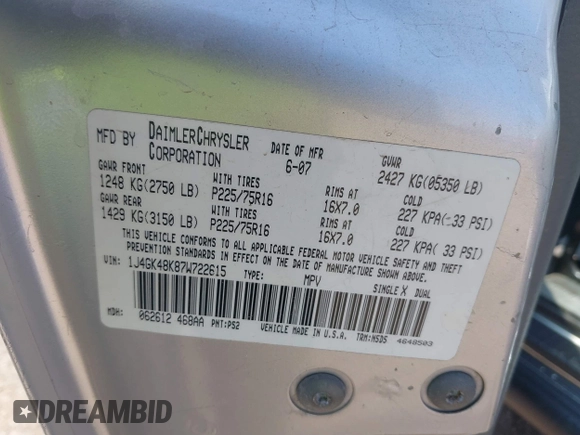 MFD BY DAIMLERCHRYSLER CORPORATION DATE OF MFR 6-07 GVWR 2427 KG(05350 LB)
GAWR FRONT WITH TIRES RIMS AT COLD
1248 KG(2750 LB) P225/75R16 16X7.0 227 KPA( 33 PSI)
GAWR REAR WITH TIRES RIMS AT COLD
1429 KG(3150 LB) P225/75R16 16X7.0 227 KPA( 33 PSI)
THIS VEHICLE CONFORMS TO ALL APPLICABLE FEDERAL MOTOR VEHICLE SAFETY AND THEFT
PREVENTION STANDARDS IN EFFECT ON THE DATE OF MANUFACTURE SHOWN ABOVE.
VIN: 1J4GK48K87W722615 TYPE: MPV SINGLE X DUAL
MDH: 062612 468AA PNT:PS2 VEHICLE MADE IN U.S.A. TRM:NSDS 4648503
DREAMBID